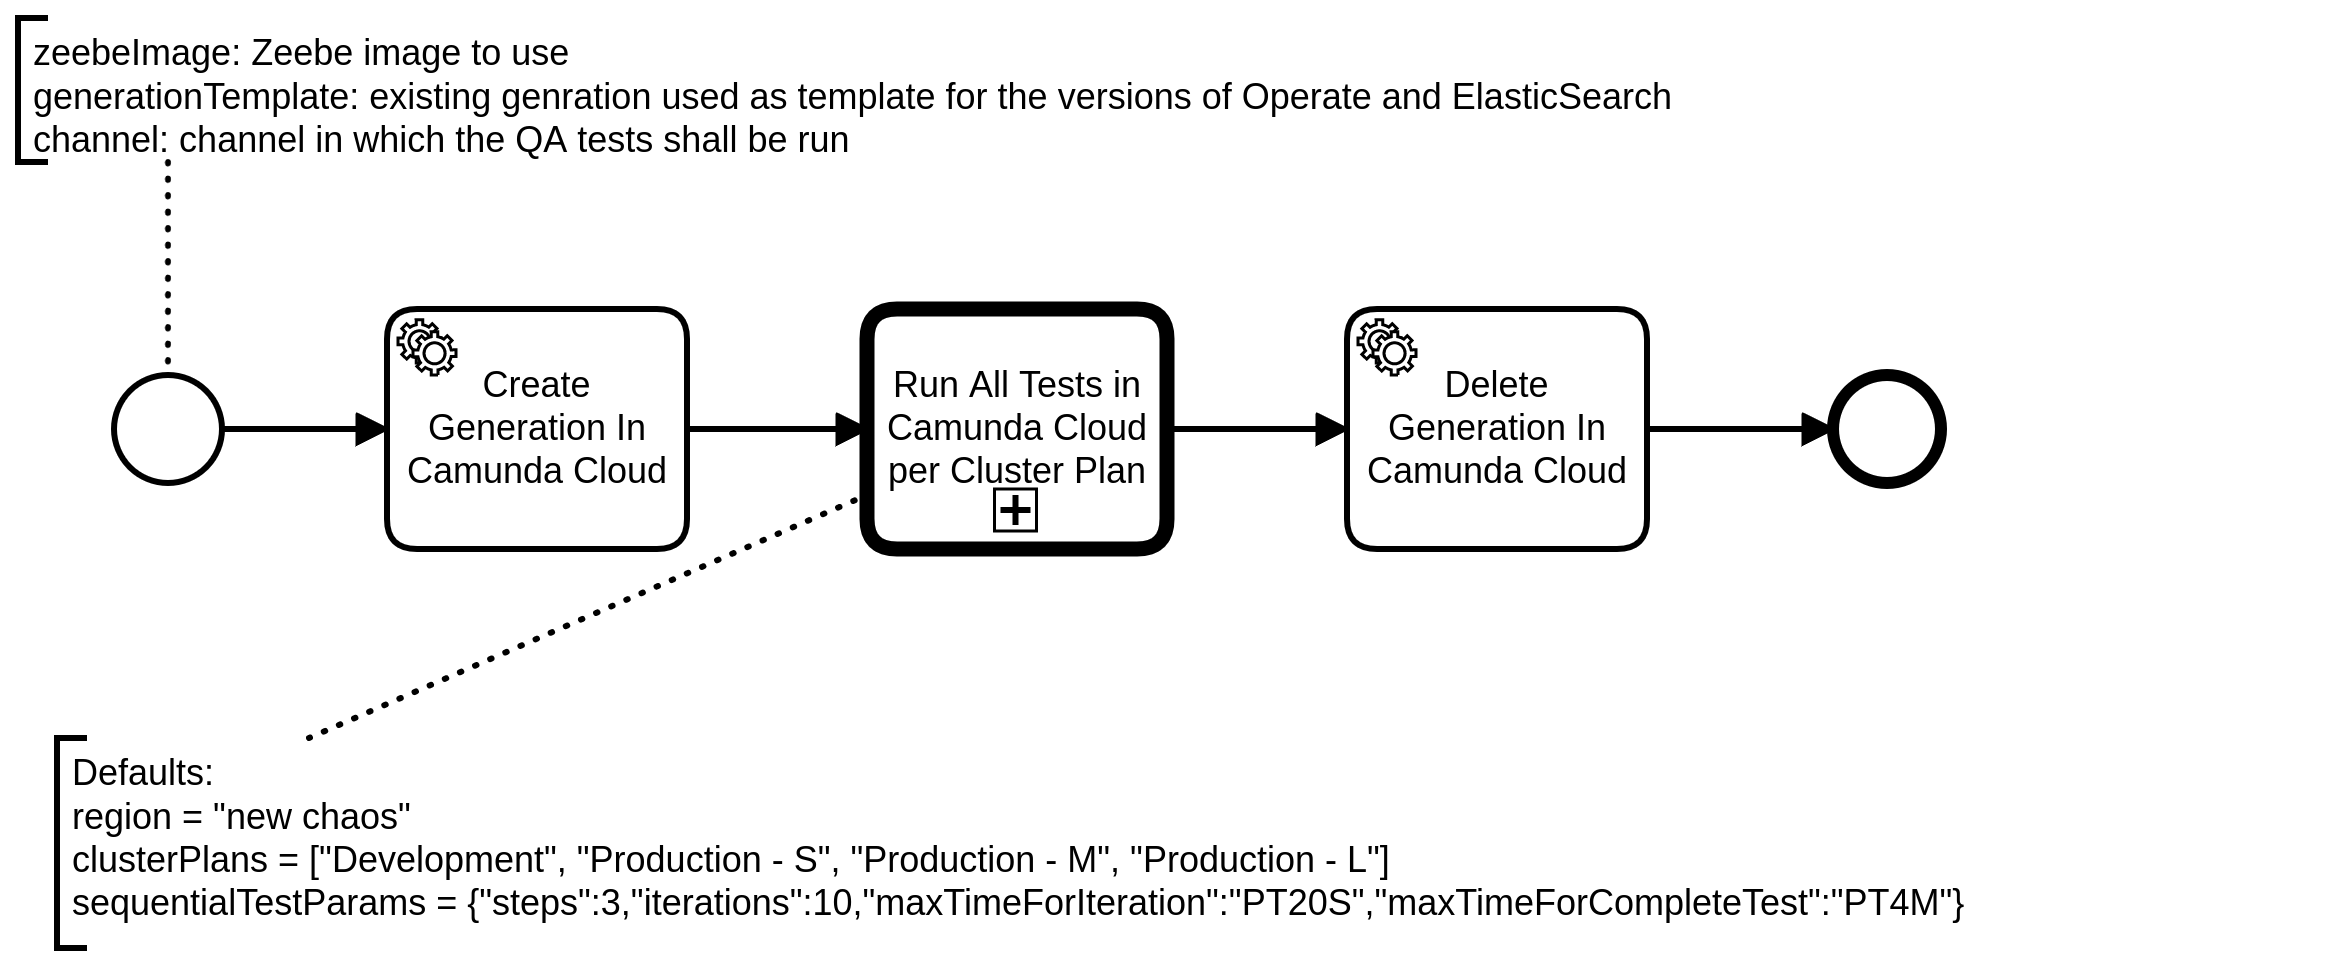 zeebeImage: Zeebe image to use
generationTemplate: existing genration used as template for the versions of Operate and ElasticSearch
channel: channel in which the QA tests shall be run
Create
Generation In
Camunda Cloud
Run All Tests in
Camunda Cloud
per Cluster Plan
Delete
Generation In
Camunda Cloud
Defaults:
region = "new chaos"
clusterPlans = ["Development", "Production - S", "Production - M", "Production - L"]
sequentialTestParams = {"steps":3,"iterations":10,"maxTimeForIteration":"PT20S","maxTimeForCompleteTest":"PT4M"}